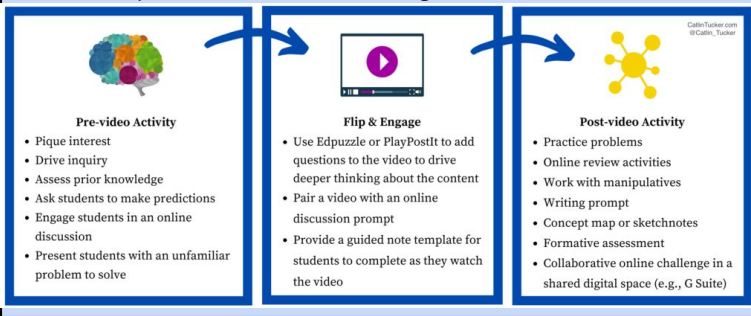 CatlinTucker.com
@Catlin_Tucker
Pre-video Activity
• Pique interest
• Drive inquiry
• Assess prior knowledge
• Ask students to make predictions
• Engage students in an online
discussion
• Present students with an unfamiliar
problem to solve
Flip & Engage
• Use Edpuzzle or PlayPostIt to add
questions to the video to drive
deeper thinking about the content
• Pair a video with an online
discussion prompt
• Provide a guided note template for
students to complete as they watch
the video
Post-video Activity
• Practice problems
• Online review activities
• Work with manipulatives
• Writing prompt
• Concept map or sketchnotes
• Formative assessment
• Collaborative online challenge in a
shared digital space (e.g., G Suite)